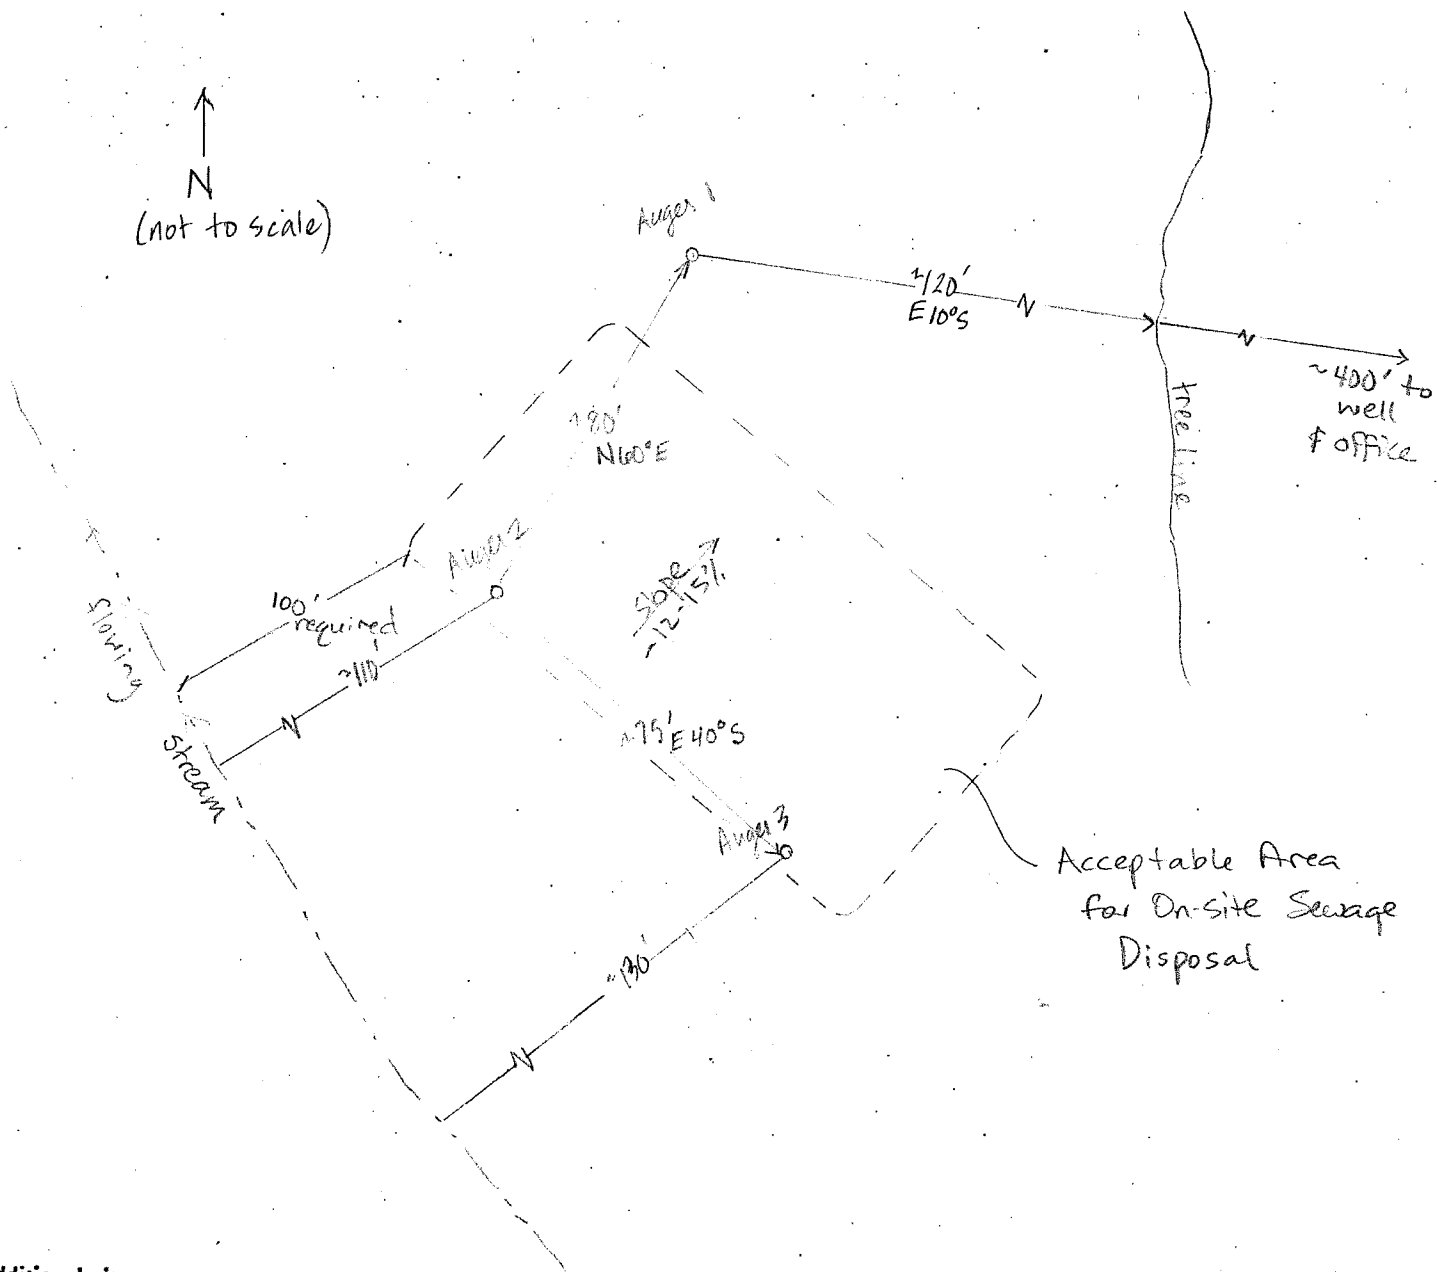 N
(not to scale)
Auger 1
~120'
E10°S
N
N
~400' to
well
& office
tree line
~80'
N60°E
Auger 2
100'
required
~110'
N
flowing
stream
Slope
~12-15%
~75' E40°S
Auger 3
~130'
N
Acceptable Area
for On-site Sewage
Disposal